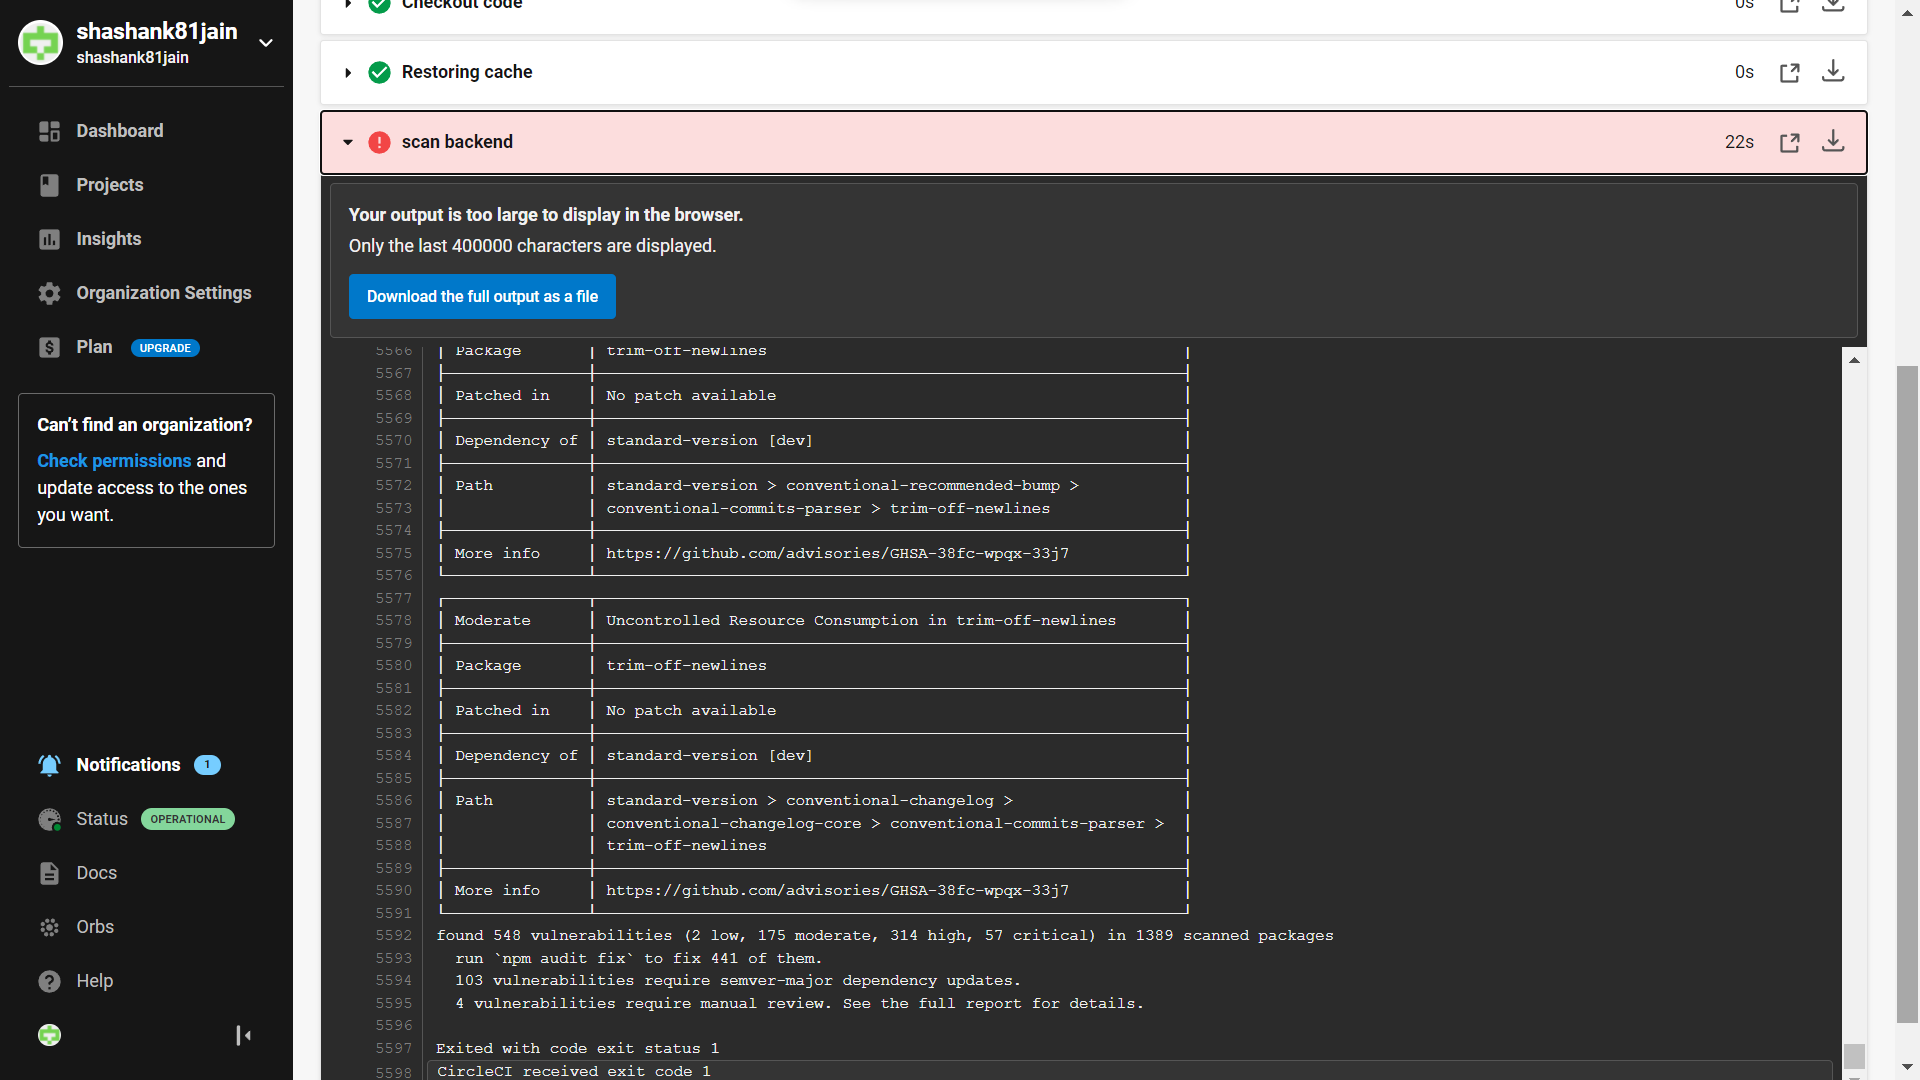 shashank81jain
shashank81jain
Dashboard
Projects
Insights
Organization Settings
Plan UPGRADE
Can't find an organization?
Check permissions and
update access to the ones
you want.
Notifications 1
Status OPERATIONAL
Docs
Orbs
Help
Checkout code 0s
Restoring cache 0s
scan backend 22s
Your output is too large to display in the browser.
Only the last 400000 characters are displayed.
Download the full output as a file
5566 Package trim-off-newlines
5567
5568 Patched in No patch available
5569
5570 Dependency of standard-version [dev]
5571
5572 Path standard-version > conventional-recommended-bump >
5573 conventional-commits-parser > trim-off-newlines
5574
5575 More info https://github.com/advisories/GHSA-38fc-wpqx-33j7
5576
5577
5578 Moderate Uncontrolled Resource Consumption in trim-off-newlines
5579
5580 Package trim-off-newlines
5581
5582 Patched in No patch available
5583
5584 Dependency of standard-version [dev]
5585
5586 Path standard-version > conventional-changelog >
5587 conventional-changelog-core > conventional-commits-parser >
5588 trim-off-newlines
5589
5590 More info https://github.com/advisories/GHSA-38fc-wpqx-33j7
5591
5592 found 548 vulnerabilities (2 low, 175 moderate, 314 high, 57 critical) in 1389 scanned packages
5593 run `npm audit fix` to fix 441 of them.
5594 103 vulnerabilities require semver-major dependency updates.
5595 4 vulnerabilities require manual review. See the full report for details.
5596
5597 Exited with code exit status 1
5598 CircleCI received exit code 1